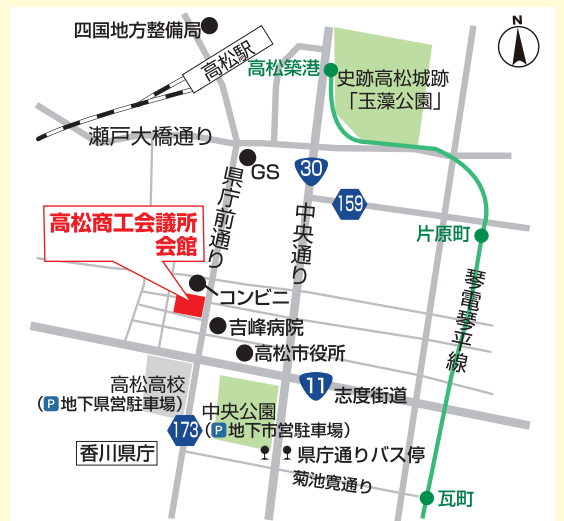 四国地方整備局
N
高松駅
高松築港
史跡高松城跡
「玉藻公園」
瀬戸大橋通り
GS
30
159
県庁前通り
中央通り
高松商工会議所
会館
片原町
コンビニ
琴電琴平線
吉峰病院
高松市役所
11
志度街道
高松高校
(P地下県営駐車場)
中央公園
(P地下市営駐車場)
173
香川県庁
県庁通りバス停
菊池寛通り
瓦町